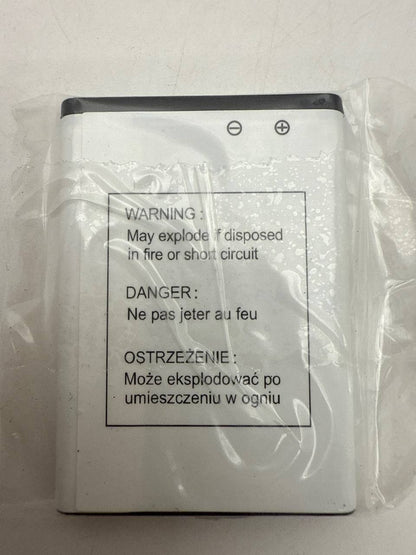 ⊖ ⊕
WARNING :
May explode if disposed
in fire or short circuit
DANGER :
Ne pas jeter au feu
OSTRZEŻENIE :
Może eksplodować po
umieszczeniu w ogniu